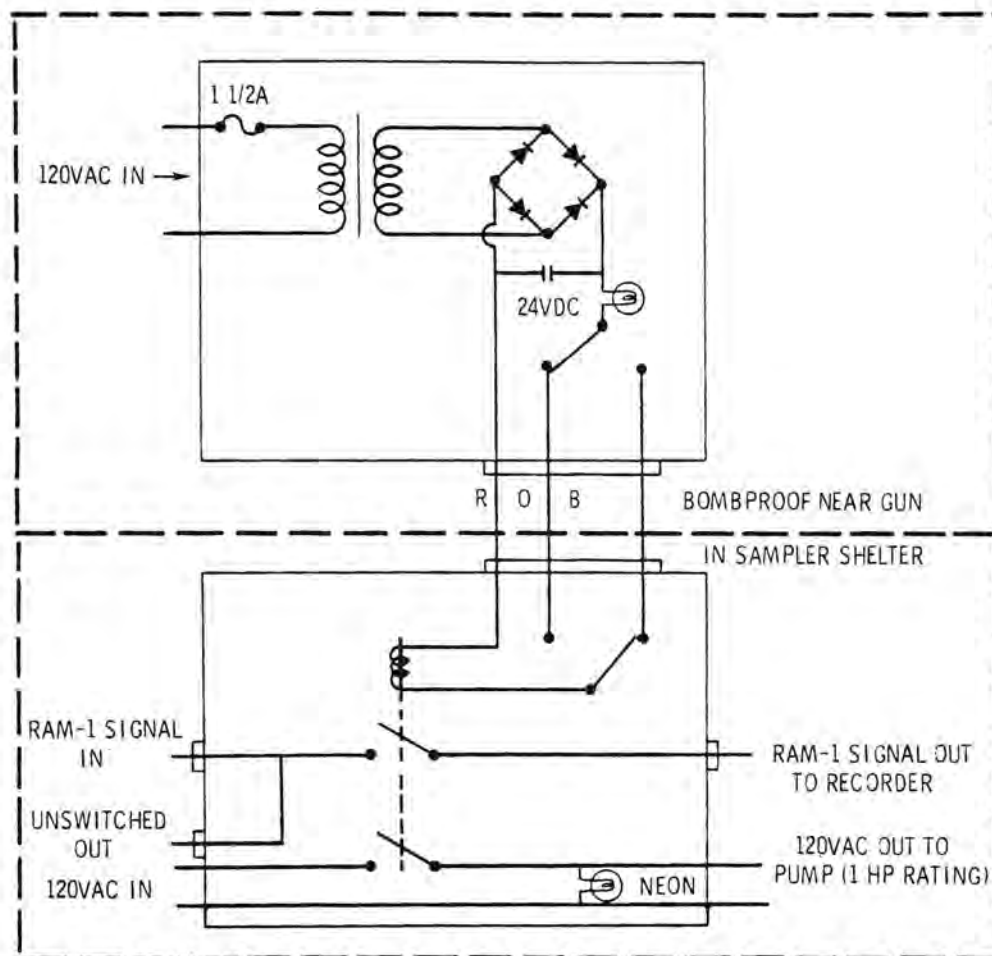 1 1/2A
120VAC IN
24VDC
R O B
BOMBPROOF NEAR GUN
IN SAMPLER SHELTER
RAM-1 SIGNAL
IN
RAM-1 SIGNAL OUT
TO RECORDER
UNSWITCHED
OUT
120VAC OUT TO
PUMP (1 HP RATING)
120VAC IN
NEON